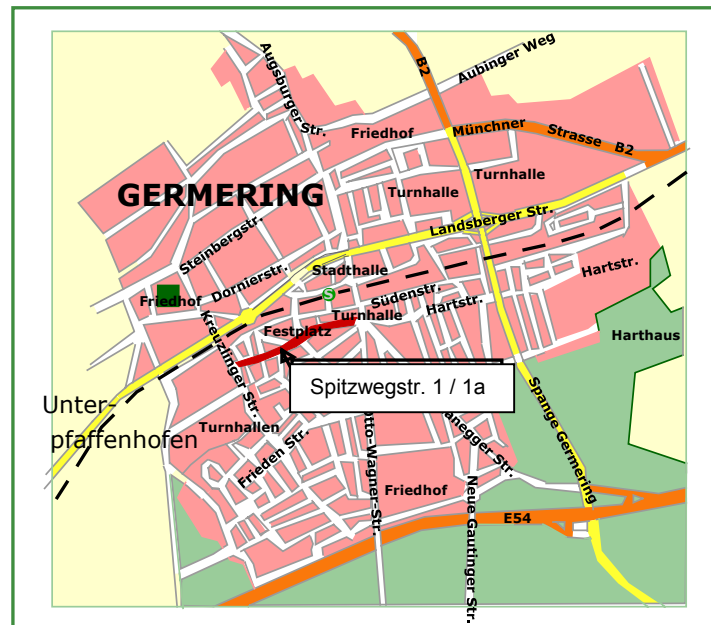 B2
Aubinger Weg
Augsburger Str.
Friedhof
Münchner Strasse B2
Turnhalle
GERMERING
Turnhalle
Landsberger Str.
Steinbergstr.
Dornierstr.
Stadthalle
Hartstr.
S
Südenstr.
Friedhof
Hartstr.
Turnhalle
Festplatz
Kreuzlinger Str.
Harthaus
Spitzwegstr. 1 / 1a
Unter-
pfaffenhofen
Turnhallen
Frieden Str.
Otto-Wagner-Str.
anegger Str.
Spange Germering
Friedhof
Neue Gautinger Str.
E54